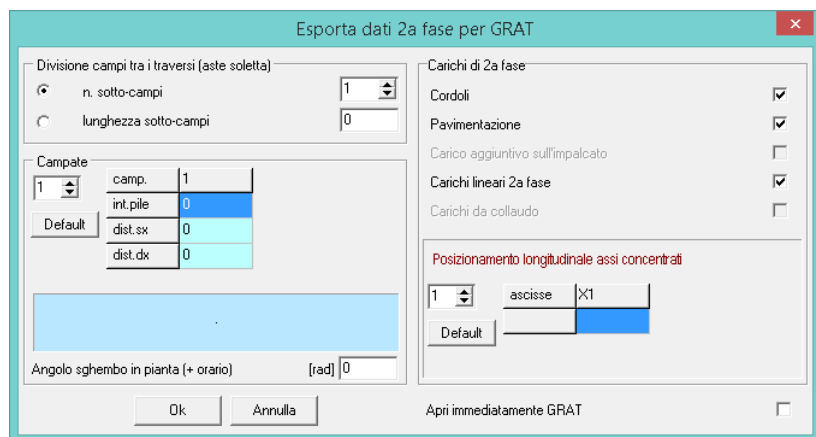 Esporta dati 2a fase per GRAT
Divisione campi tra i traversi (aste soletta)
n. sotto-campi 1
lunghezza sotto-campi 0
Campate
1
Default
camp. 1
int.pile 0
dist.sx 0
dist.dx 0
Angolo sghembo in pianta (+ orario) [rad] 0
Ok Annulla
Carichi di 2a fase
Cordoli
Pavimentazione
Carico aggiuntivo sull'impalcato
Carichi lineari 2a fase
Carichi da collaudo
Posizionamento longitudinale assi concentrati
1
Default
ascisse X1
Apri immediatamente GRAT